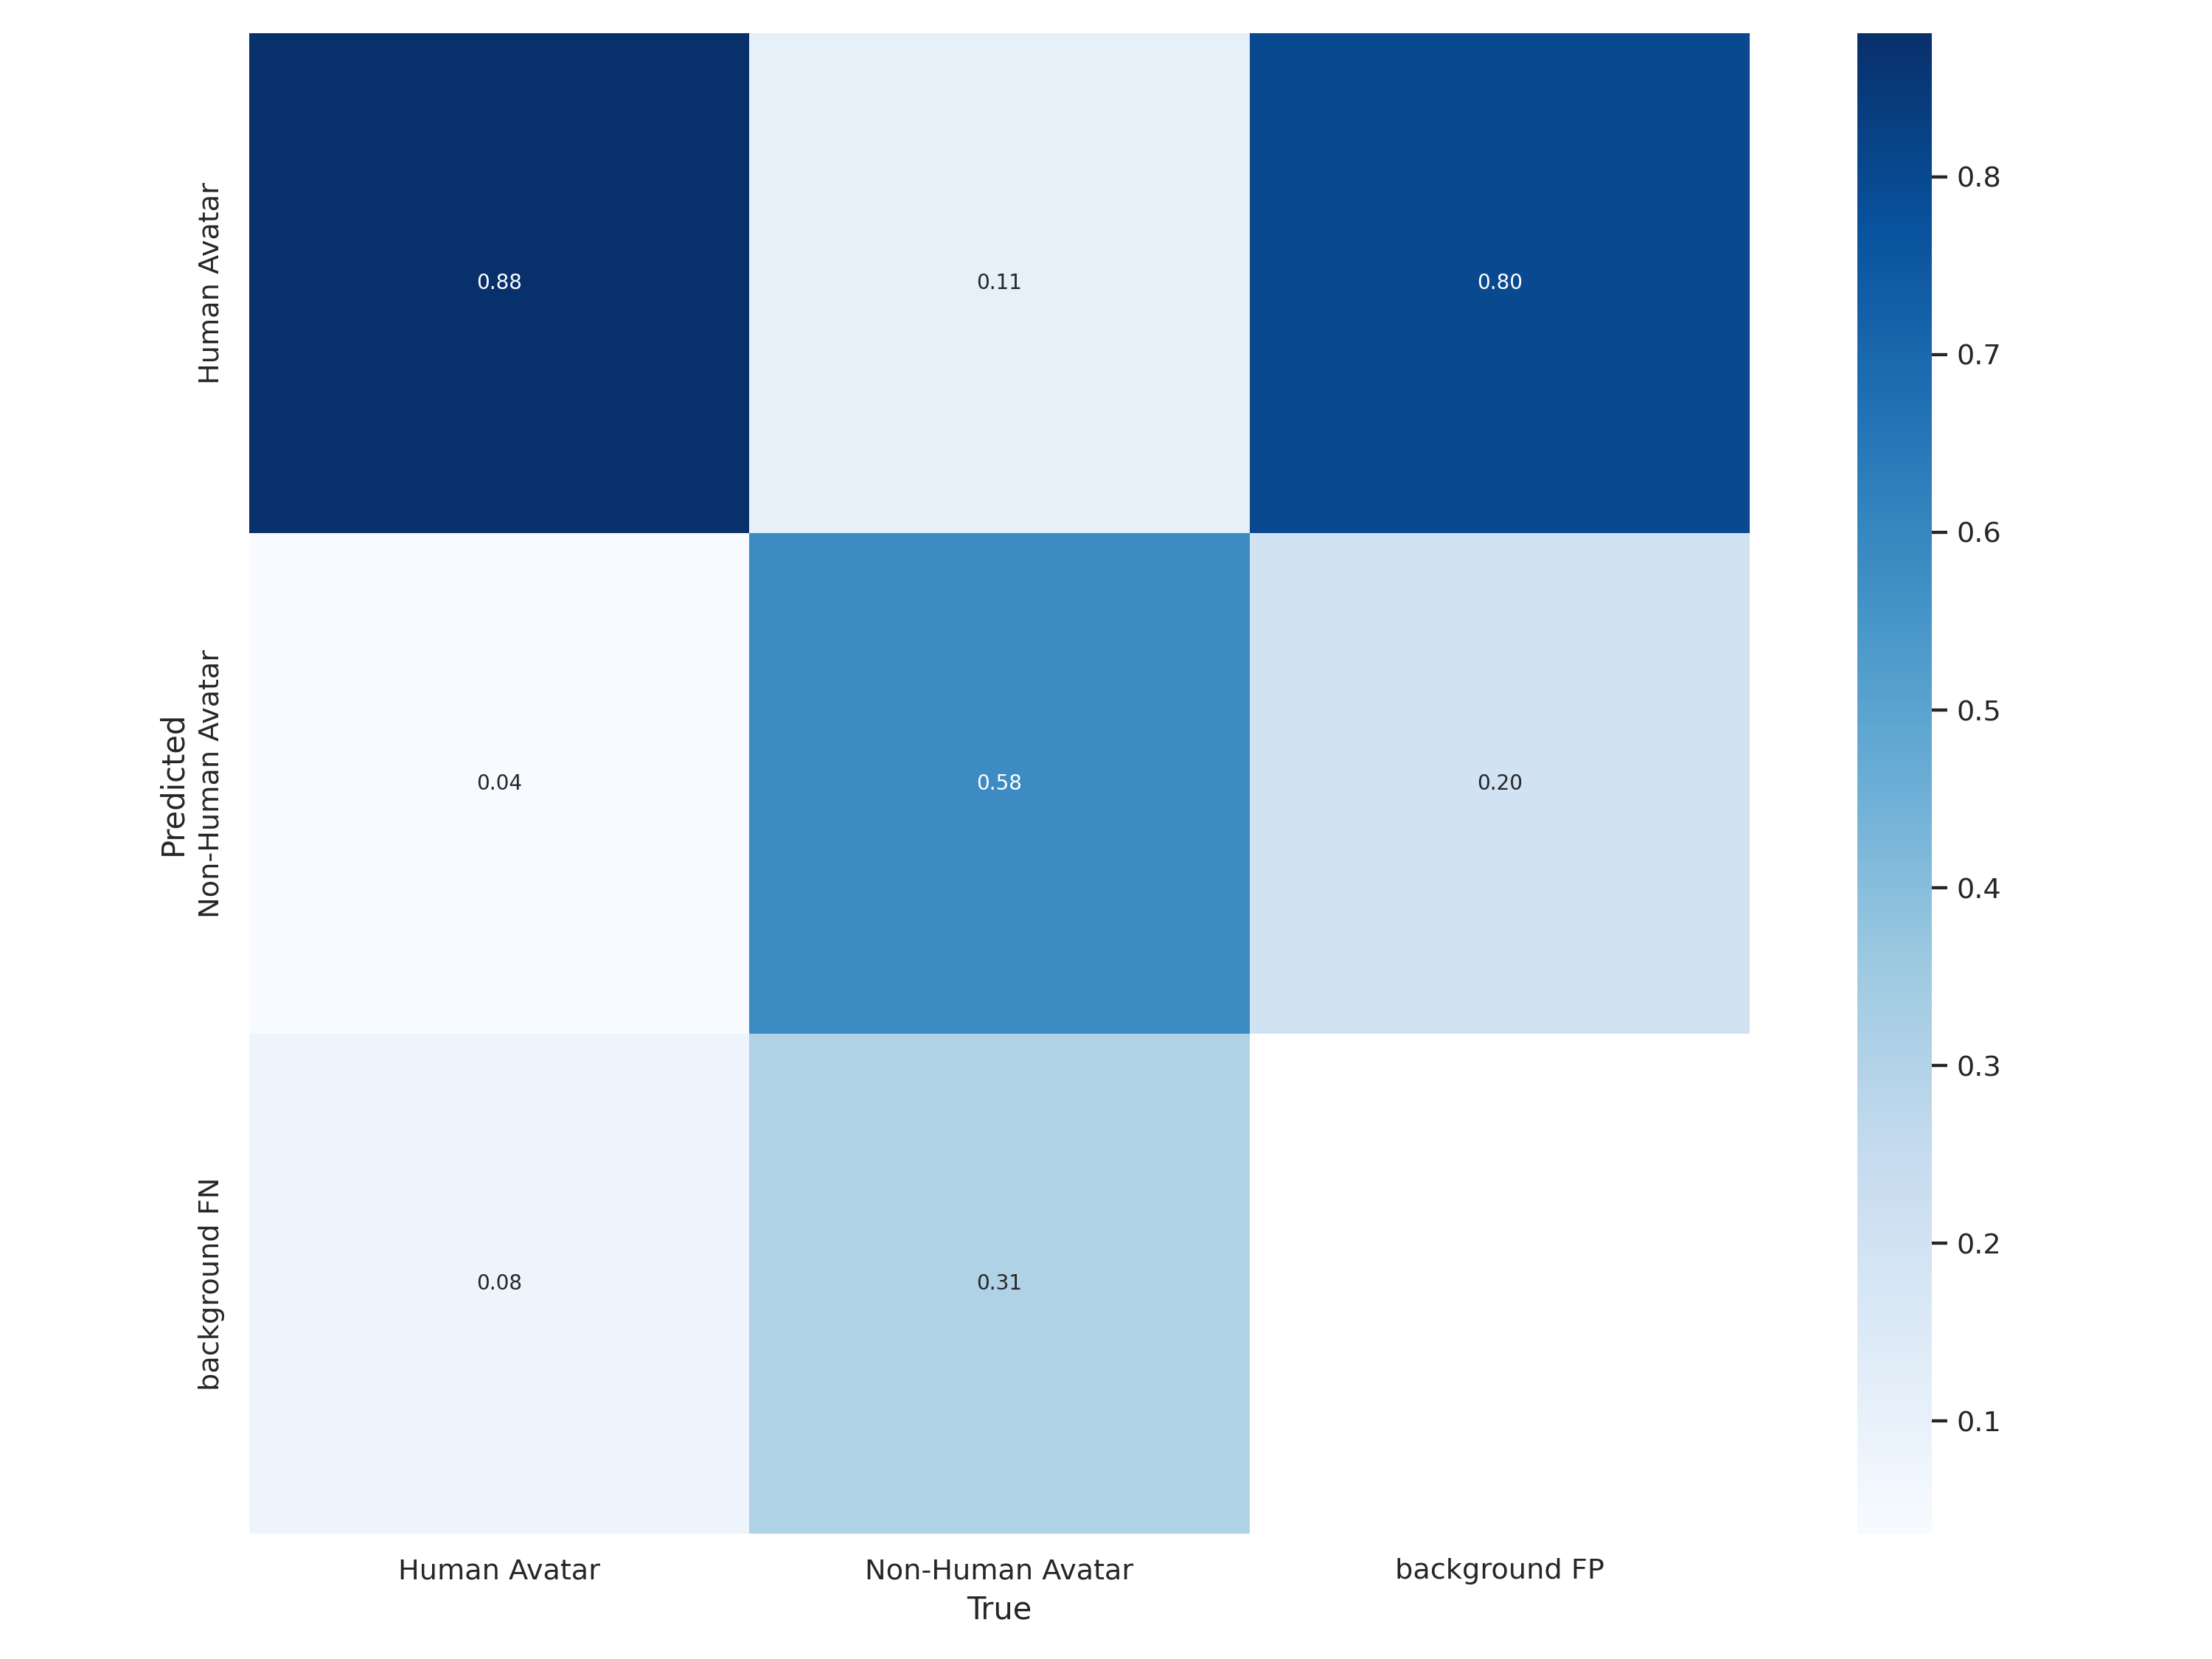 Predicted
Human Avatar
Non-Human Avatar
background FN
0.88
0.11
0.80
0.04
0.58
0.20
0.08
0.31
Human Avatar
Non-Human Avatar
background FP
True
0.8
0.7
0.6
0.5
0.4
0.3
0.2
0.1